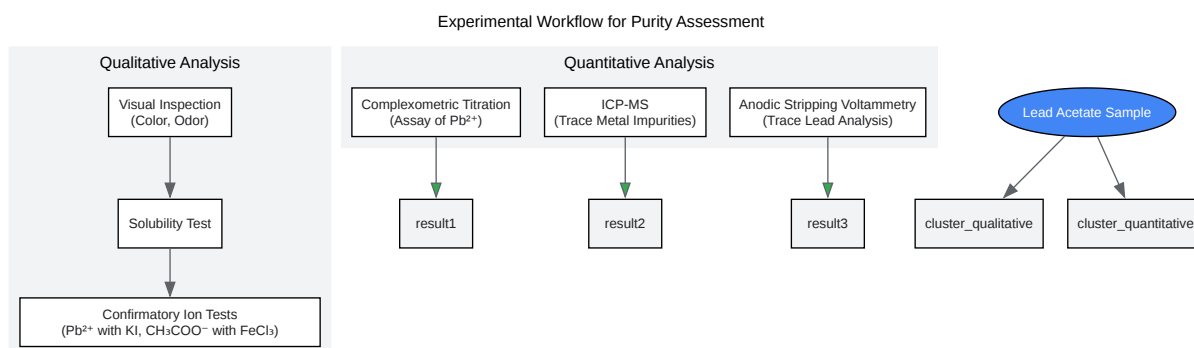 Experimental Workflow for Purity Assessment
Qualitative Analysis
Visual Inspection
(Color, Odor)
Solubility Test
Confirmatory Ion Tests
(Pb²⁺ with KI, CH₃COO⁻ with FeCl₃)
Quantitative Analysis
Complexometric Titration
(Assay of Pb²⁺)
ICP-MS
(Trace Metal Impurities)
Anodic Stripping Voltammetry
(Trace Lead Analysis)
result1
result2
result3
Lead Acetate Sample
cluster_qualitative
cluster_quantitative